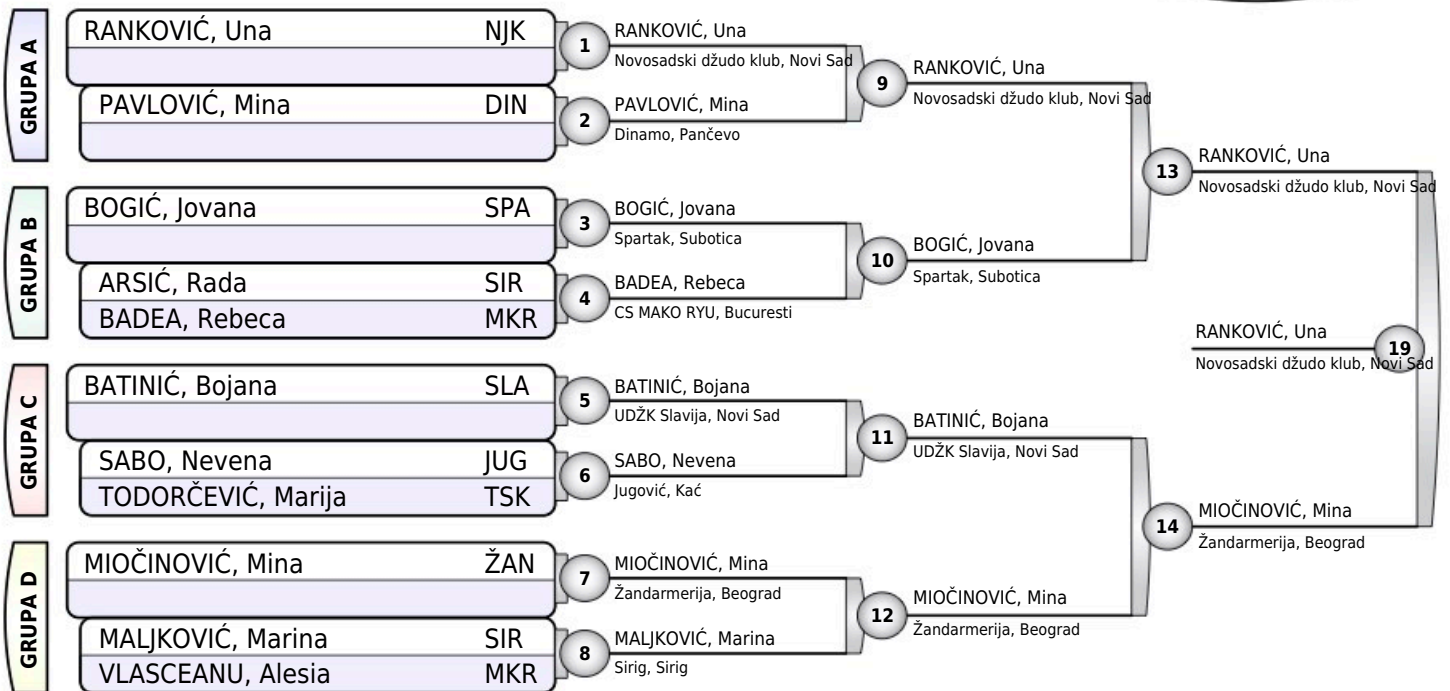 GRUPA A
RANKOVIĆ, Una NJK
PAVLOVIĆ, Mina DIN
GRUPA B
BOGIĆ, Jovana SPA
ARSIĆ, Rada SIR
BADEA, Rebeca MKR
GRUPA C
BATINIĆ, Bojana SLA
SABO, Nevena JUG
TODORČEVIĆ, Marija TSK
GRUPA D
MIOČINOVIĆ, Mina ŽAN
MALJKOVIĆ, Marina SIR
VLASCEANU, Alesia MKR
1
RANKOVIĆ, Una
Novosadski džudo klub, Novi Sad
2
PAVLOVIĆ, Mina
Dinamo, Pančevo
3
BOGIĆ, Jovana
Spartak, Subotica
4
BADEA, Rebeca
CS MAKO RYU, Bucuresti
5
BATINIĆ, Bojana
UDŽK Slavija, Novi Sad
6
SABO, Nevena
Jugović, Kać
7
MIOČINOVIĆ, Mina
Žandarmerija, Beograd
8
MALJKOVIĆ, Marina
Sirig, Sirig
9
RANKOVIĆ, Una
Novosadski džudo klub, Novi Sad
10
BOGIĆ, Jovana
Spartak, Subotica
11
BATINIĆ, Bojana
UDŽK Slavija, Novi Sad
12
MIOČINOVIĆ, Mina
Žandarmerija, Beograd
13
RANKOVIĆ, Una
Novosadski džudo klub, Novi Sad
14
MIOČINOVIĆ, Mina
Žandarmerija, Beograd
RANKOVIĆ, Una
19
Novosadski džudo klub, Novi Sad